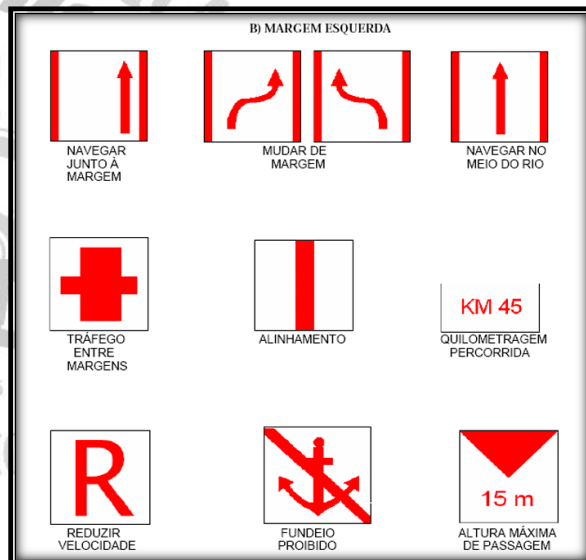 B) MARGEM ESQUERDA
NAVEGAR
JUNTO À
MARGEM
MUDAR DE
MARGEM
NAVEGAR NO
MEIO DO RIO
TRÁFEGO
ENTRE
MARGENS
ALINHAMENTO
KM 45
QUILOMETRAGEM
PERCORRIDA
R
REDUZIR
VELOCIDADE
FUNDEIO
PROIBIDO
15 m
ALTURA MÁXIMA
DE PASSAGEM